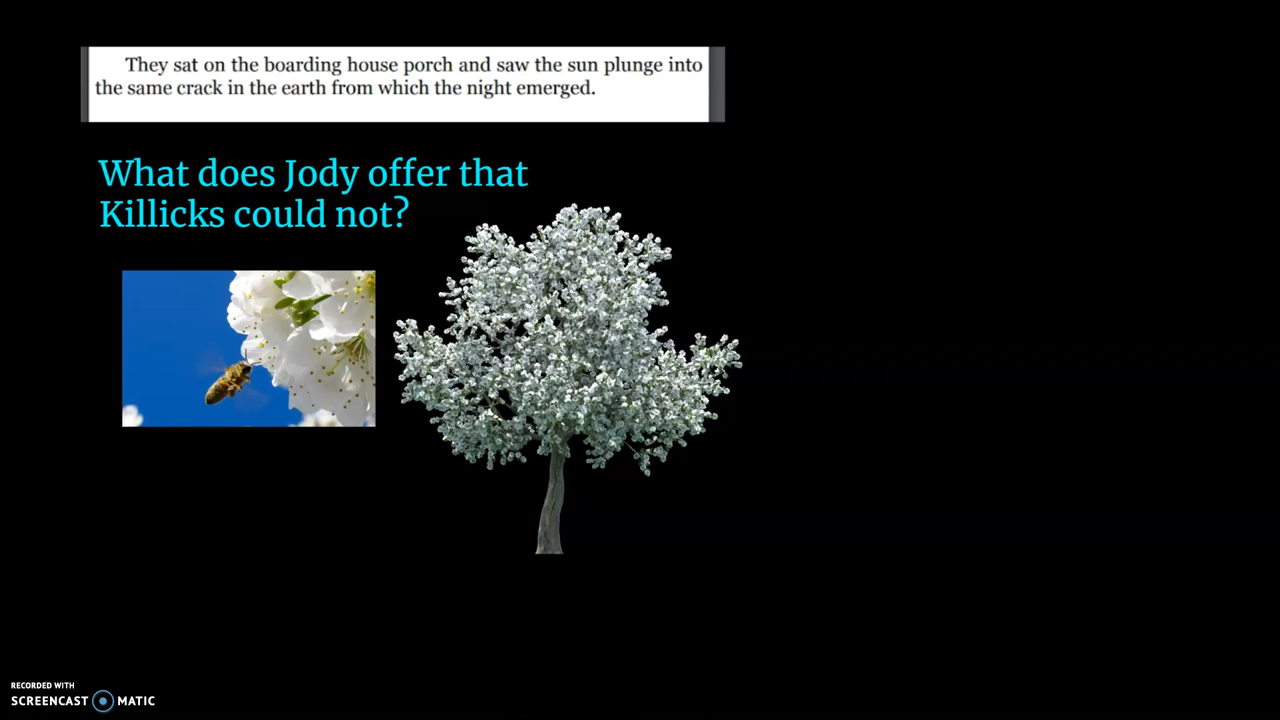 They sat on the boarding house porch and saw the sun plunge into
the same crack in the earth from which the night emerged.
What does Jody offer that
Killicks could not?
RECORDED WITH
SCREENCAST MATIC